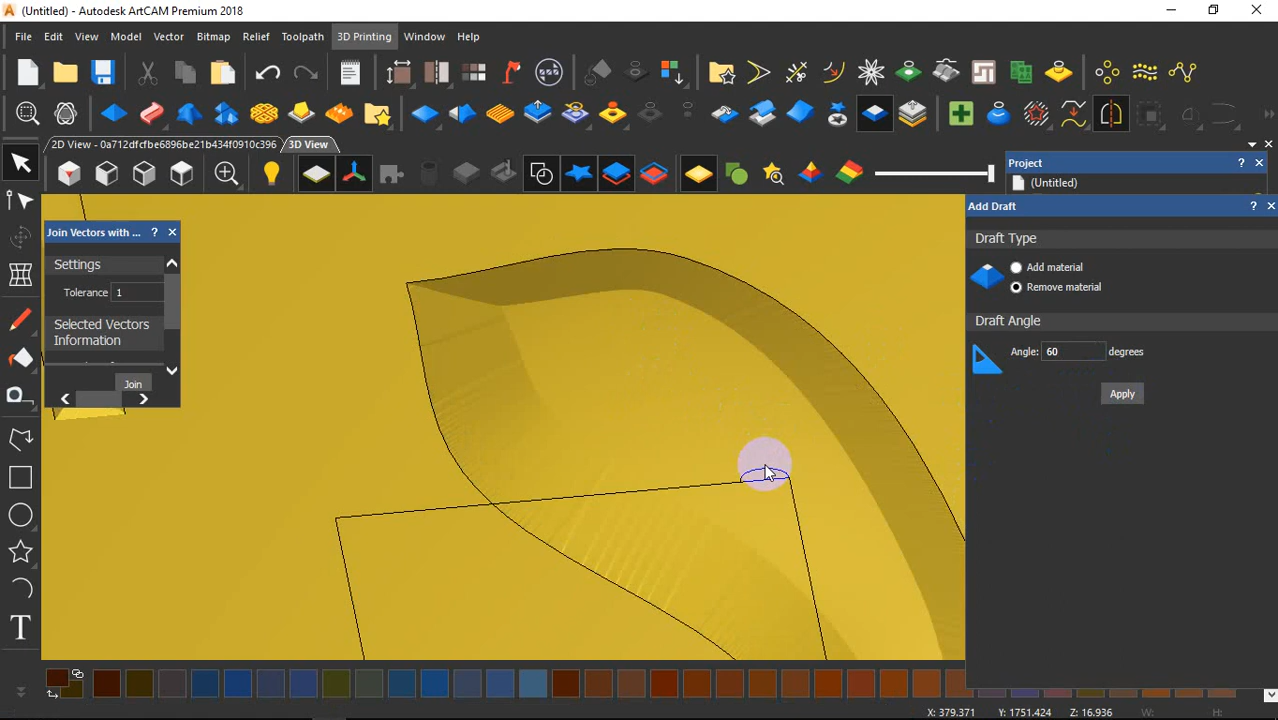 (Untitled) - Autodesk ArtCAM Premium 2018
File Edit View Model Vector Bitmap Relief Toolpath 3D Printing Window Help
2D View - 0a712dfcfbe6896be21b434f0910c396 3D View
Project
(Untitled)
Join Vectors with ... ?
Settings
Tolerance 1
Selected Vectors
Information
Join
Add Draft ?
Draft Type
Add material
Remove material
Draft Angle
Angle: 60 degrees
Apply
T
X: 379.371 Y: 1751.424 Z: 16.936 W: H: